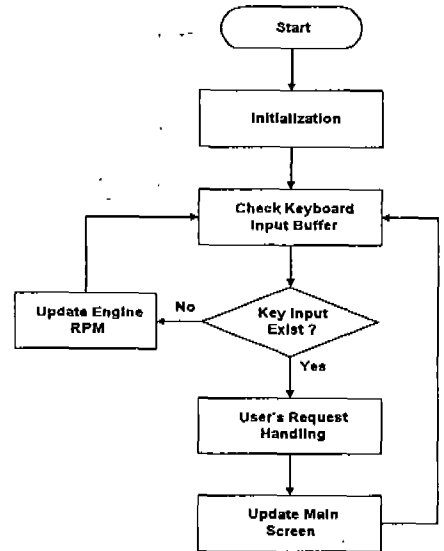 Start
Initialization
Check Keyboard
Input Buffer
Key Input
Exist ?
No
Update Engine
RPM
Yes
User's Request
Handling
Update Main
Screen